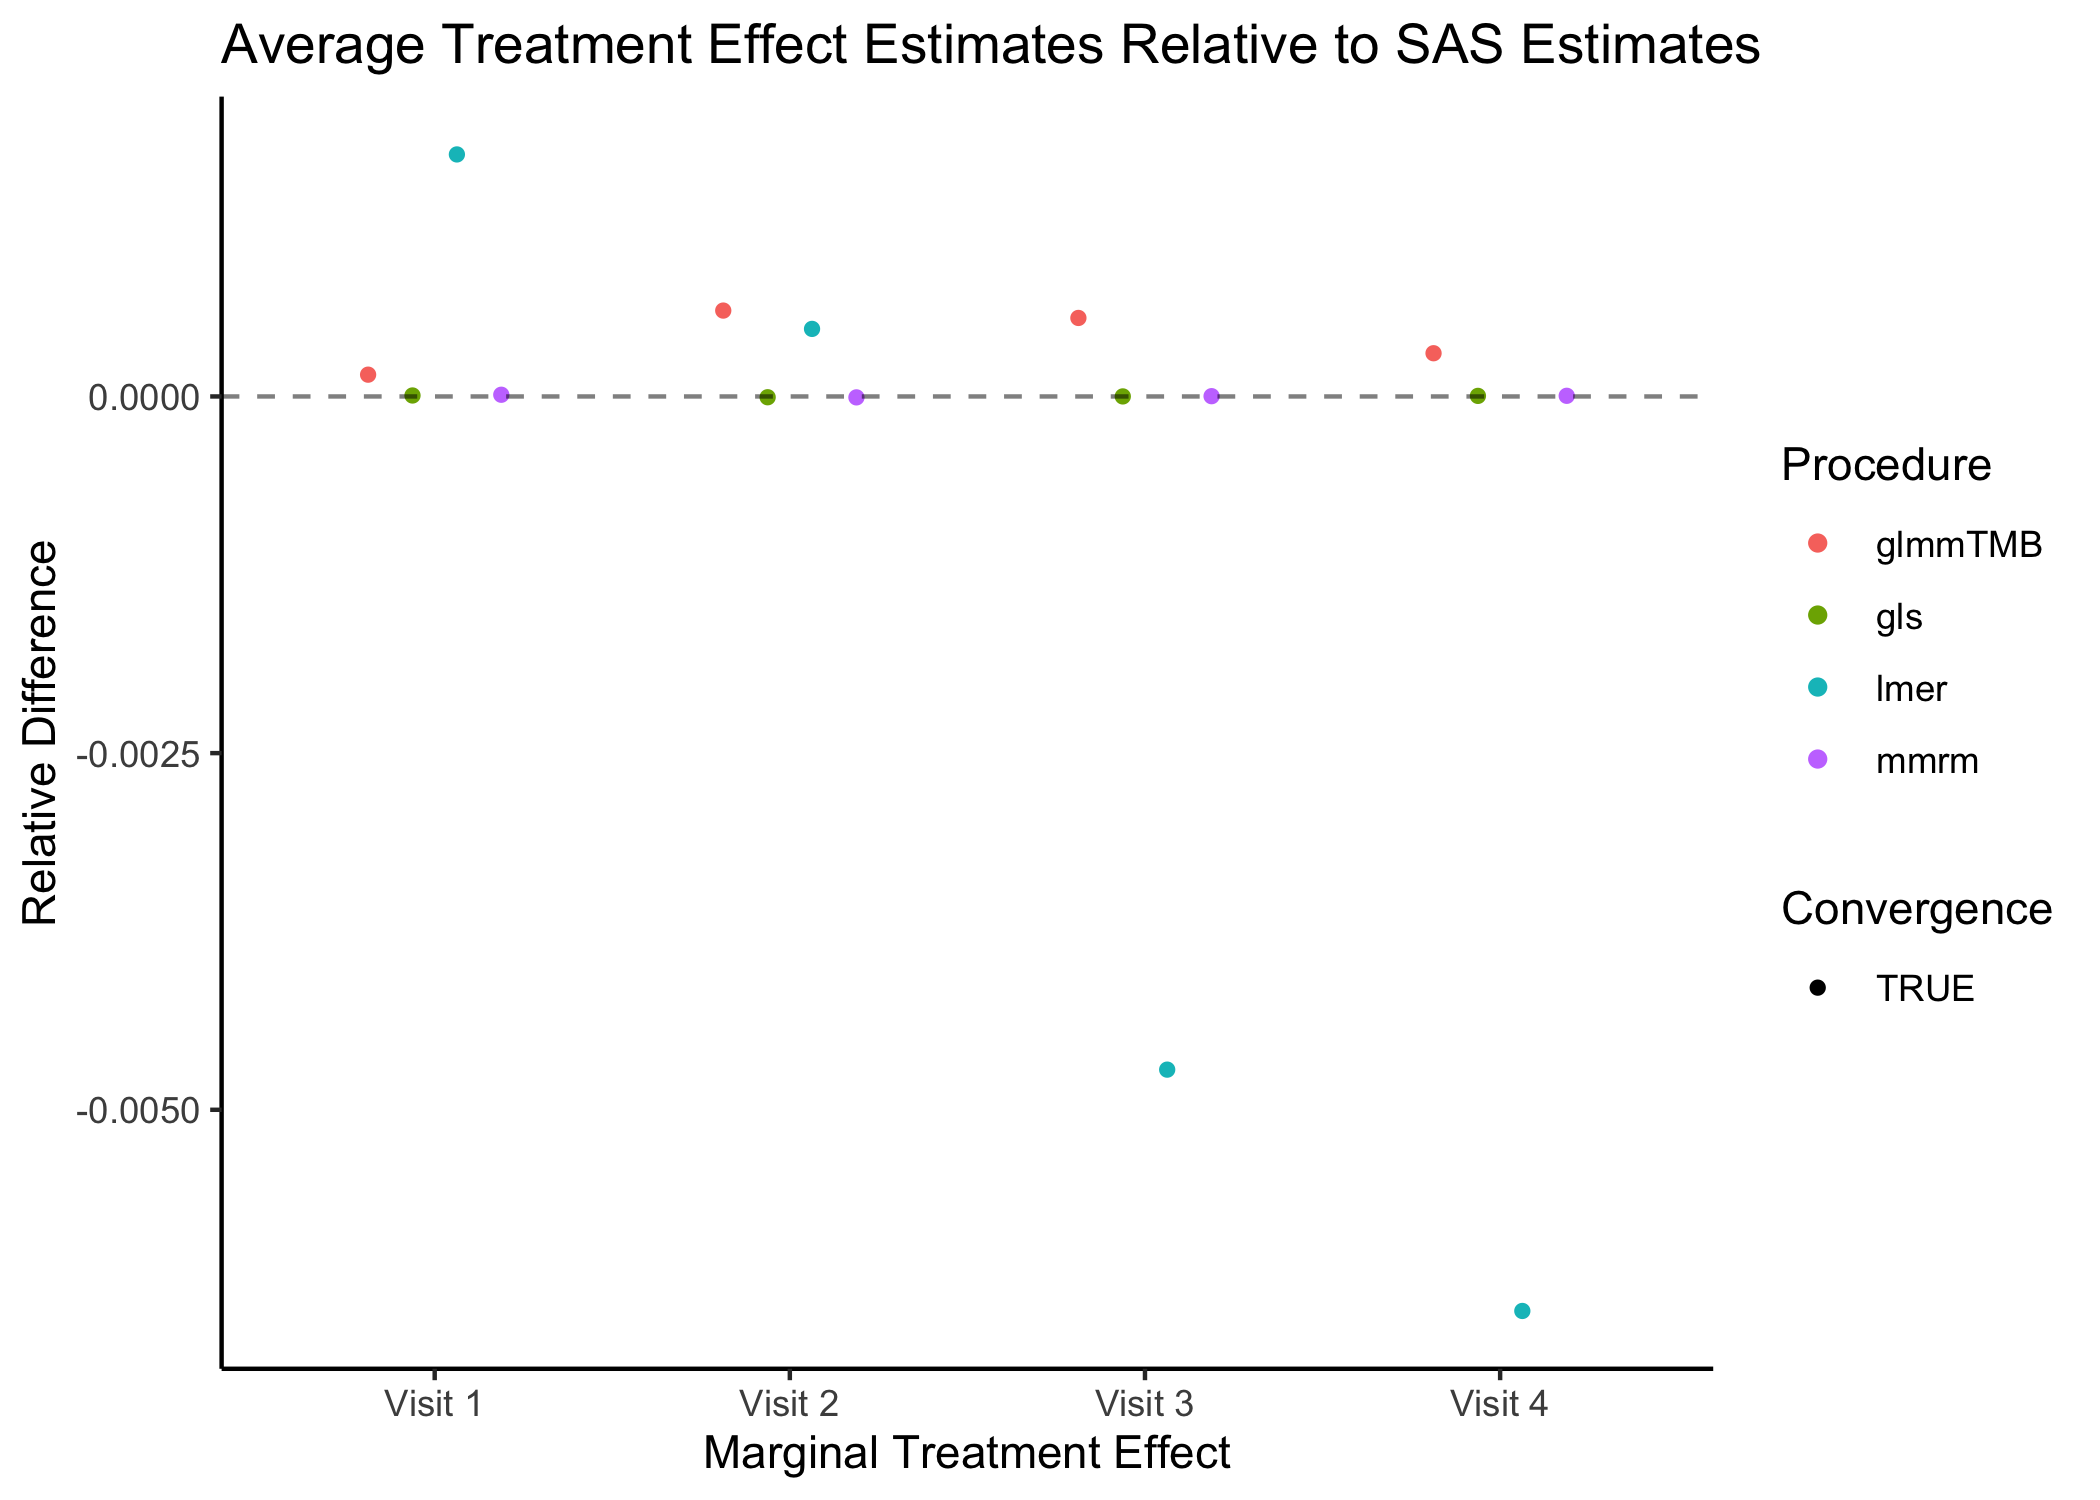 Average Treatment Effect Estimates Relative to SAS Estimates
Relative Difference
0.0000
-0.0025
-0.0050
Visit 1
Visit 2
Visit 3
Visit 4
Marginal Treatment Effect
Procedure
glmmTMB
gls
lmer
mmrm
Convergence
TRUE